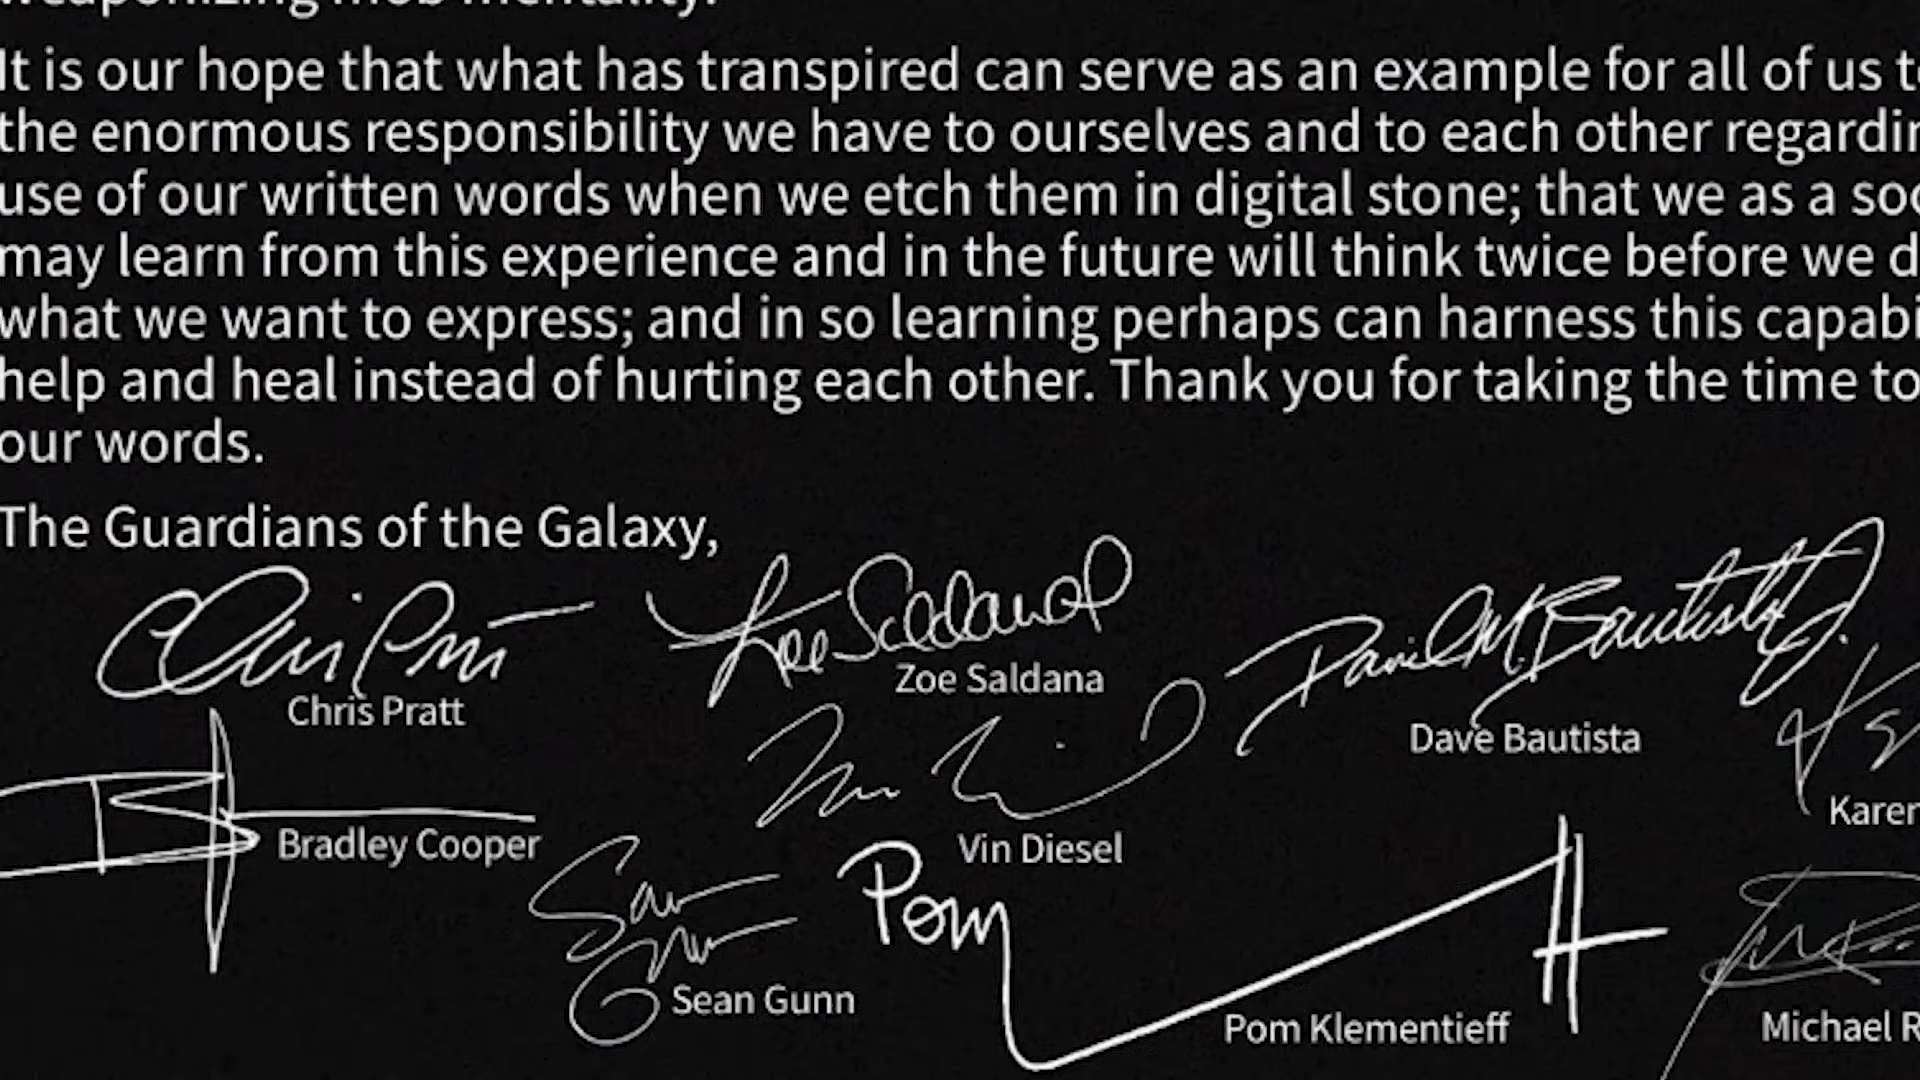 weaponizing mob mentality.
It is our hope that what has transpired can serve as an example for all of us t
the enormous responsibility we have to ourselves and to each other regardin
use of our written words when we etch them in digital stone; that we as a soc
may learn from this experience and in the future will think twice before we d
what we want to express; and in so learning perhaps can harness this capabi
help and heal instead of hurting each other. Thank you for taking the time to
our words.
The Guardians of the Galaxy,
Zoe Saldana
Chris Pratt
Dave Bautista
Karen
Bradley Cooper
Vin Diesel
Pom
Sean Gunn
Pom Klementieff
Michael R